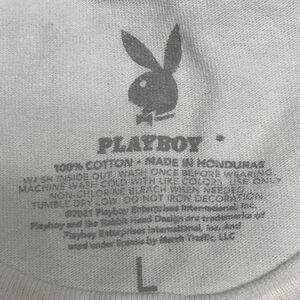 PLAYBOY
100% COTTON • MADE IN HONDURAS
WASH INSIDE OUT. WASH ONCE BEFORE WEARING.
MACHINE WASH COLD WITH LIKE COLORS. USE ONLY
NON-CHLORINE BLEACH WHEN NEEDED.
TUMBLE DRY LOW. DO NOT IRON DECORATION.
©2021 Playboy Enterprises International, Inc.
Playboy and the Rabbit Head Design are trademarks of
Playboy Enterprises International, Inc. And
used under license by Merch Traffic, LLC
L